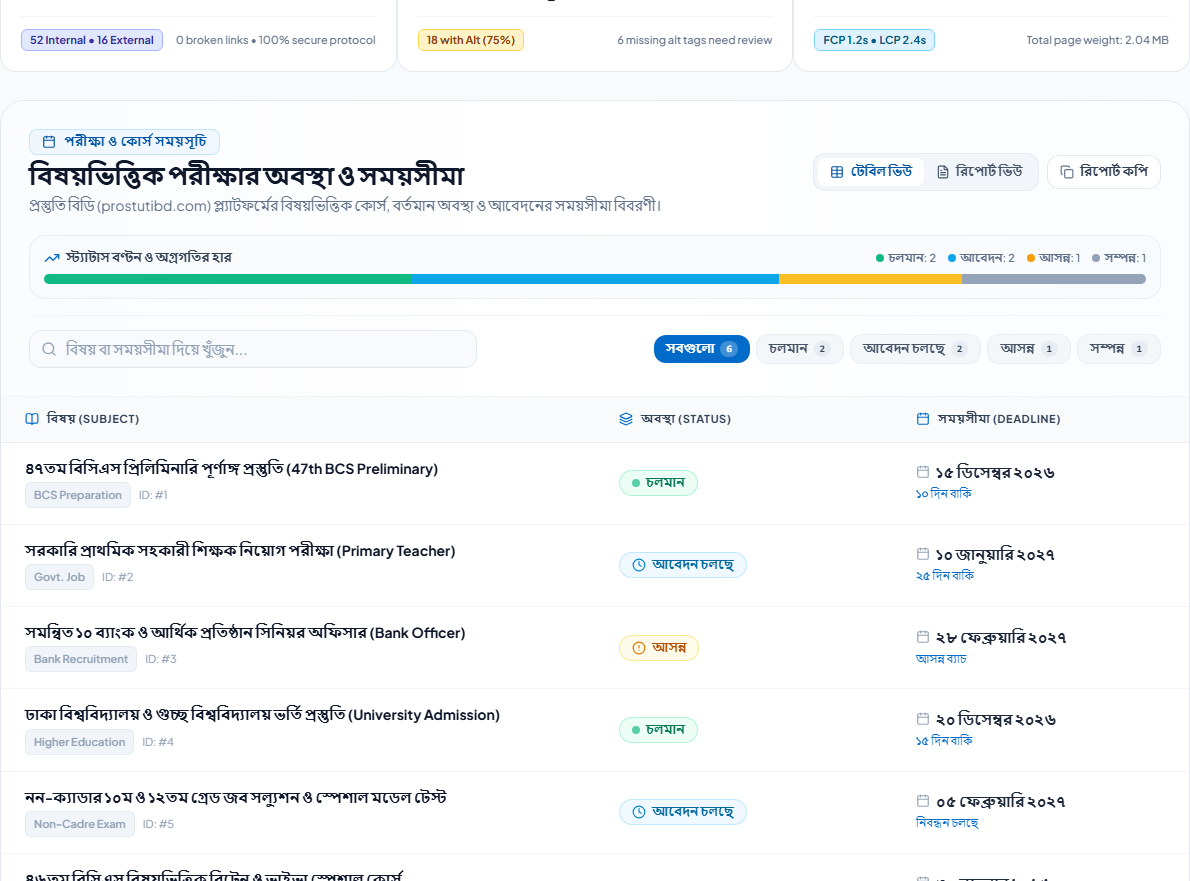 52 Internal • 16 External
0 broken links • 100% secure protocol
18 with Alt (75%)
6 missing alt tags need review
FCP 1.2s • LCP 2.4s
Total page weight: 2.04 MB
পরীক্ষা ও কোর্স সময়সূচি
বিষয়ভিত্তিক পরীক্ষার অবস্থা ও সময়সীমা
প্রস্তুতি বিডি (prostutibd.com) প্ল্যাটফর্মের বিষয়ভিত্তিক কোর্স, বর্তমান অবস্থা ও আবেদনের সময়সীমা বিবরণী।
টেবিল ভিউ
রিপোর্ট ভিউ
রিপোর্ট কপি
স্ট্যাটাস বণ্টন ও অগ্রগতির হার
চলমান: 2
আবেদন: 2
আসন্ন: 1
সম্পন্ন: 1
বিষয় বা সময়সীমা দিয়ে খুঁজুন...
সবগুলো 6
চলমান 2
আবেদন চলছে 2
আসন্ন 1
সম্পন্ন 1
বিষয় (SUBJECT)
অবস্থা (STATUS)
সময়সীমা (DEADLINE)
৪৭তম বিসিএস প্রিলিমিনারি পূর্ণাঙ্গ প্রস্তুতি (47th BCS Preliminary)
BCS Preparation ID: #1
চলমান
১৫ ডিসেম্বর ২০২৬
১০ দিন বাকি
সরকারি প্রাথমিক সহকারী শিক্ষক নিয়োগ পরীক্ষা (Primary Teacher)
Govt. Job ID: #2
আবেদন চলছে
১০ জানুয়ারি ২০২৭
২৫ দিন বাকি
সমন্বিত ১০ ব্যাংক ও আর্থিক প্রতিষ্ঠান সিনিয়র অফিসার (Bank Officer)
Bank Recruitment ID: #3
আসন্ন
২৮ ফেব্রুয়ারি ২০২৭
আসন্ন ব্যাচ
ঢাকা বিশ্ববিদ্যালয় ও গুচ্ছ বিশ্ববিদ্যালয় ভর্তি প্রস্তুতি (University Admission)
Higher Education ID: #4
চলমান
২০ ডিসেম্বর ২০২৬
১৫ দিন বাকি
নন-ক্যাডার ১০ম ও ১২তম গ্রেড জব সল্যুশন ও স্পেশাল মডেল টেস্ট
Non-Cadre Exam ID: #5
আবেদন চলছে
০৫ ফেব্রুয়ারি ২০২৭
নিবন্ধন চলছে
৪৬তম বিসিএস বিষয়ভিত্তিক রিটেন ও ভাইভা স্পেশাল কোর্স